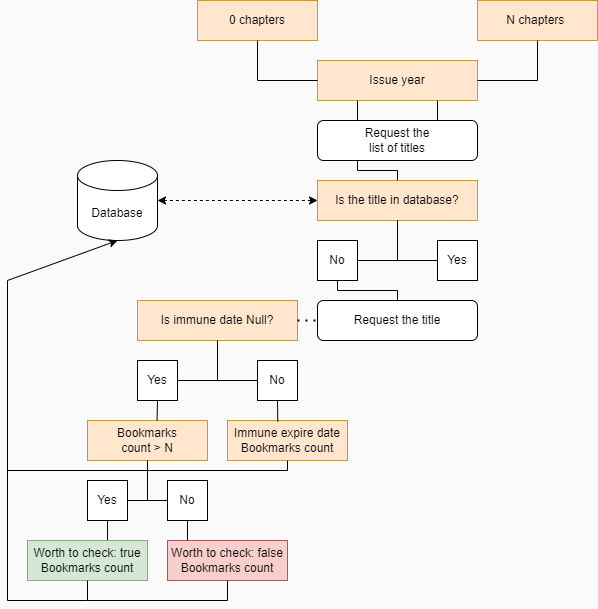 0 chapters
N chapters
Issue year
Request the
list of titles
Is the title in database?
Database
No
Yes
Is immune date Null?
Request the title
Yes
No
Bookmarks
count > N
Immune expire date
Bookmarks count
Yes
No
Worth to check: true
Bookmarks count
Worth to check: false
Bookmarks count